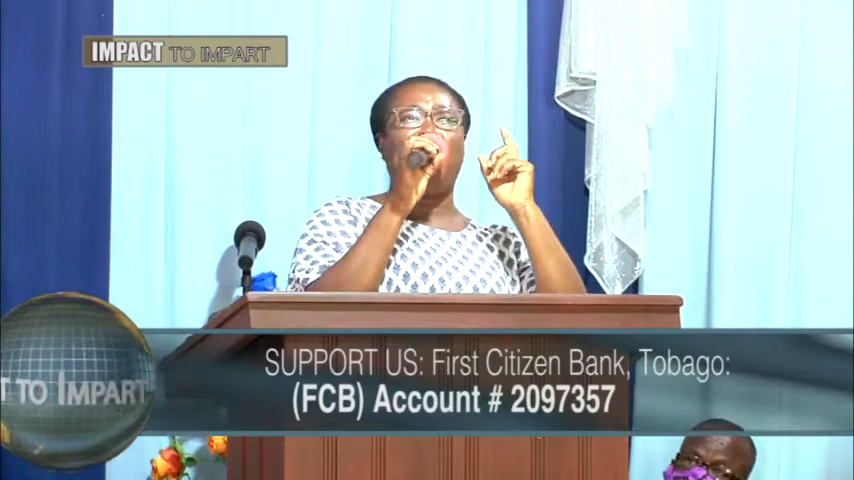 IMPACT TO IMPART
SUPPORT US: First Citizen Bank, Tobago:
(FCB) Account # 2097357
T TO IMPART